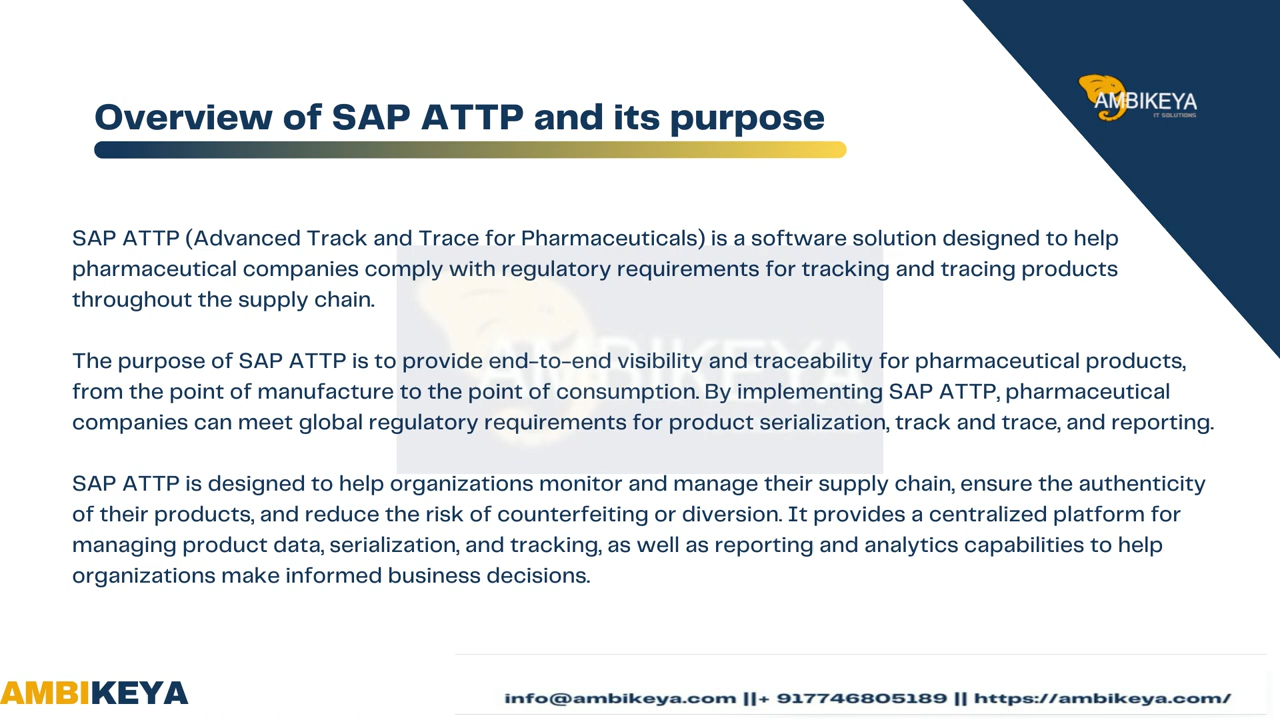 AMBIKEYA
IT SOLUTIONS
Overview of SAP ATTP and its purpose
SAP ATTP (Advanced Track and Trace for Pharmaceuticals) is a software solution designed to help
pharmaceutical companies comply with regulatory requirements for tracking and tracing products
throughout the supply chain.
The purpose of SAP ATTP is to provide end-to-end visibility and traceability for pharmaceutical products,
from the point of manufacture to the point of consumption. By implementing SAP ATTP, pharmaceutical
companies can meet global regulatory requirements for product serialization, track and trace, and reporting.
AMBIKEYA
SAP ATTP is designed to help organizations monitor and manage their supply chain, ensure the authenticity
of their products, and reduce the risk of counterfeiting or diversion. It provides a centralized platform for
managing product data, serialization, and tracking, as well as reporting and analytics capabilities to help
organizations make informed business decisions.
AMBIKEYA
info@ambikeya.com ||+ 917746805189 || https://ambikeya.com/